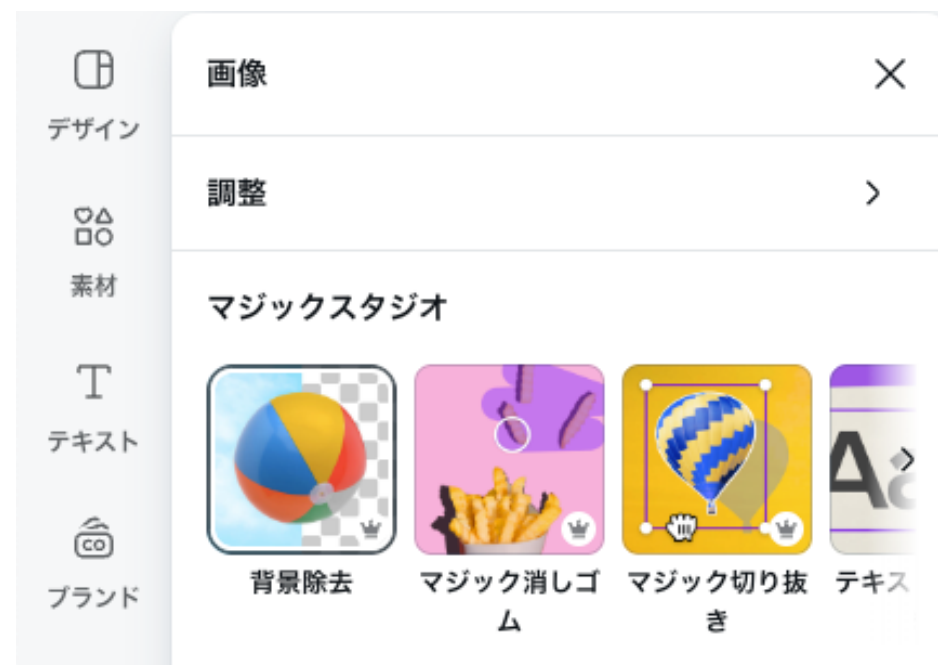 画像
デザイン
調整
素材
マジックスタジオ
テキスト
A
CO
ブランド
背景除去
マジック消しゴ
ム
マジック切り抜
き
テキス